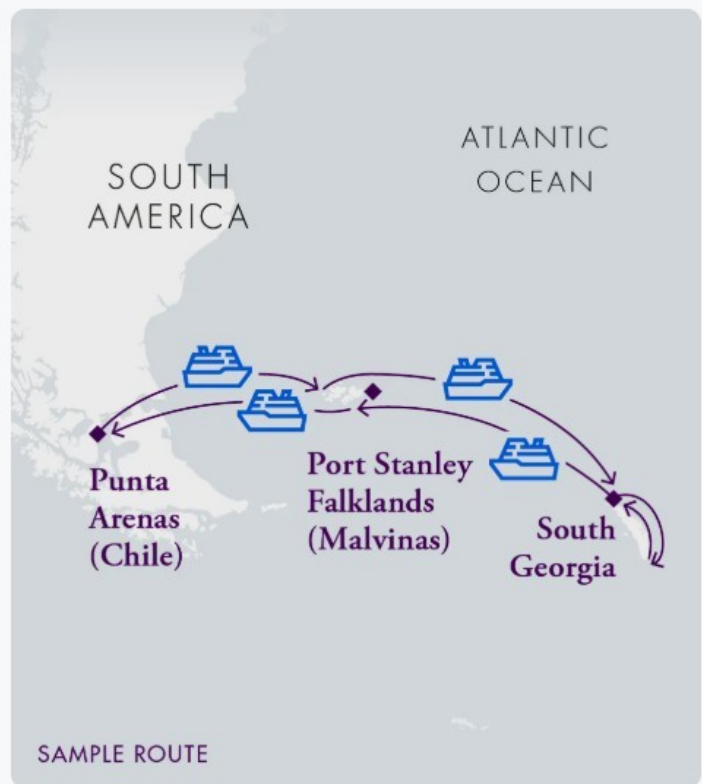 SOUTH
AMERICA
ATLANTIC
OCEAN
Punta
Arenas
(Chile)
Port Stanley
Falklands
(Malvinas)
South
Georgia
SAMPLE ROUTE